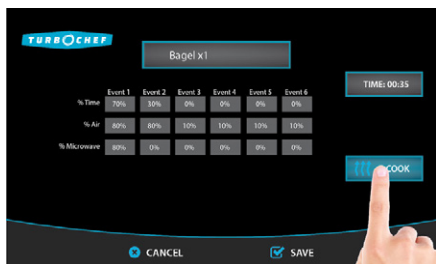 TURBOCHEF
Bagel x1
TIME: 00:35
Event 1 Event 2 Event 3 Event 4 Event 5 Event 6
% Time 70% 30% 0% 0% 0% 0%
% Air 80% 80% 10% 10% 10% 10%
% Microwave 80% 0% 0% 0% 0% 0%
COOK
CANCEL SAVE